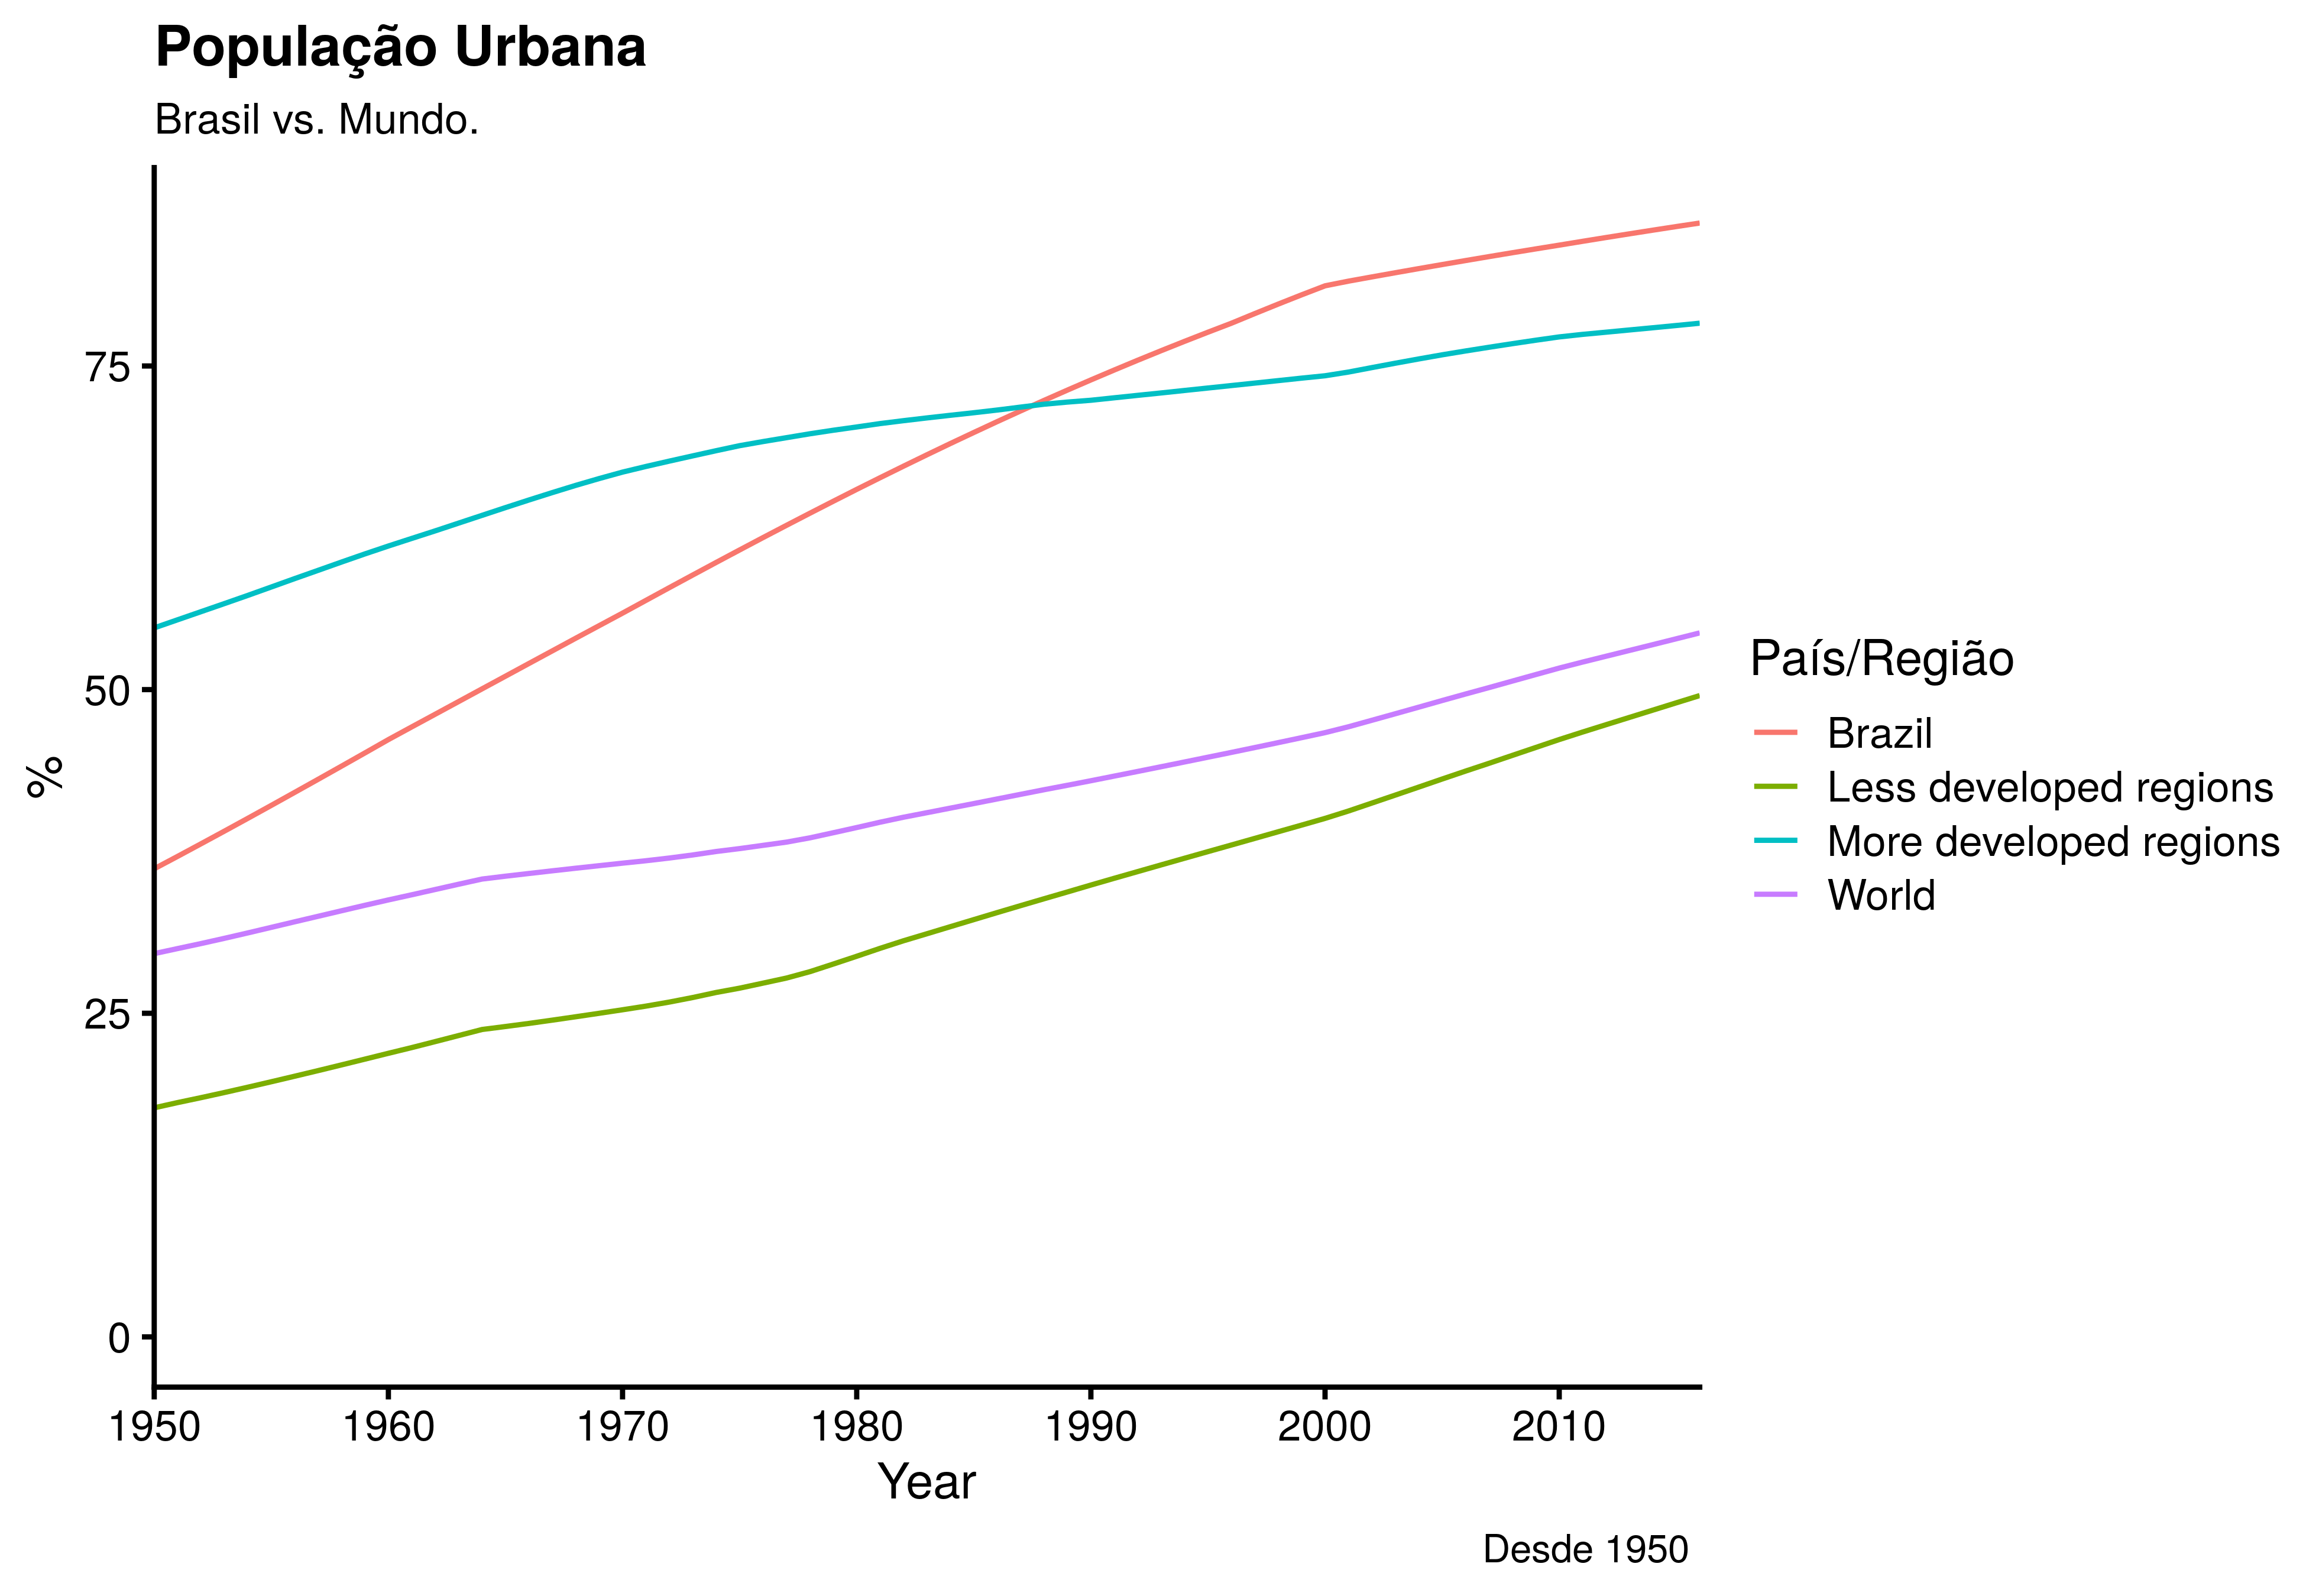 População Urbana
Brasil vs. Mundo.
75
50
25
0
%
1950 1960 1970 1980 1990 2000 2010
Year
País/Região
Brazil
Less developed regions
More developed regions
World
Desde 1950